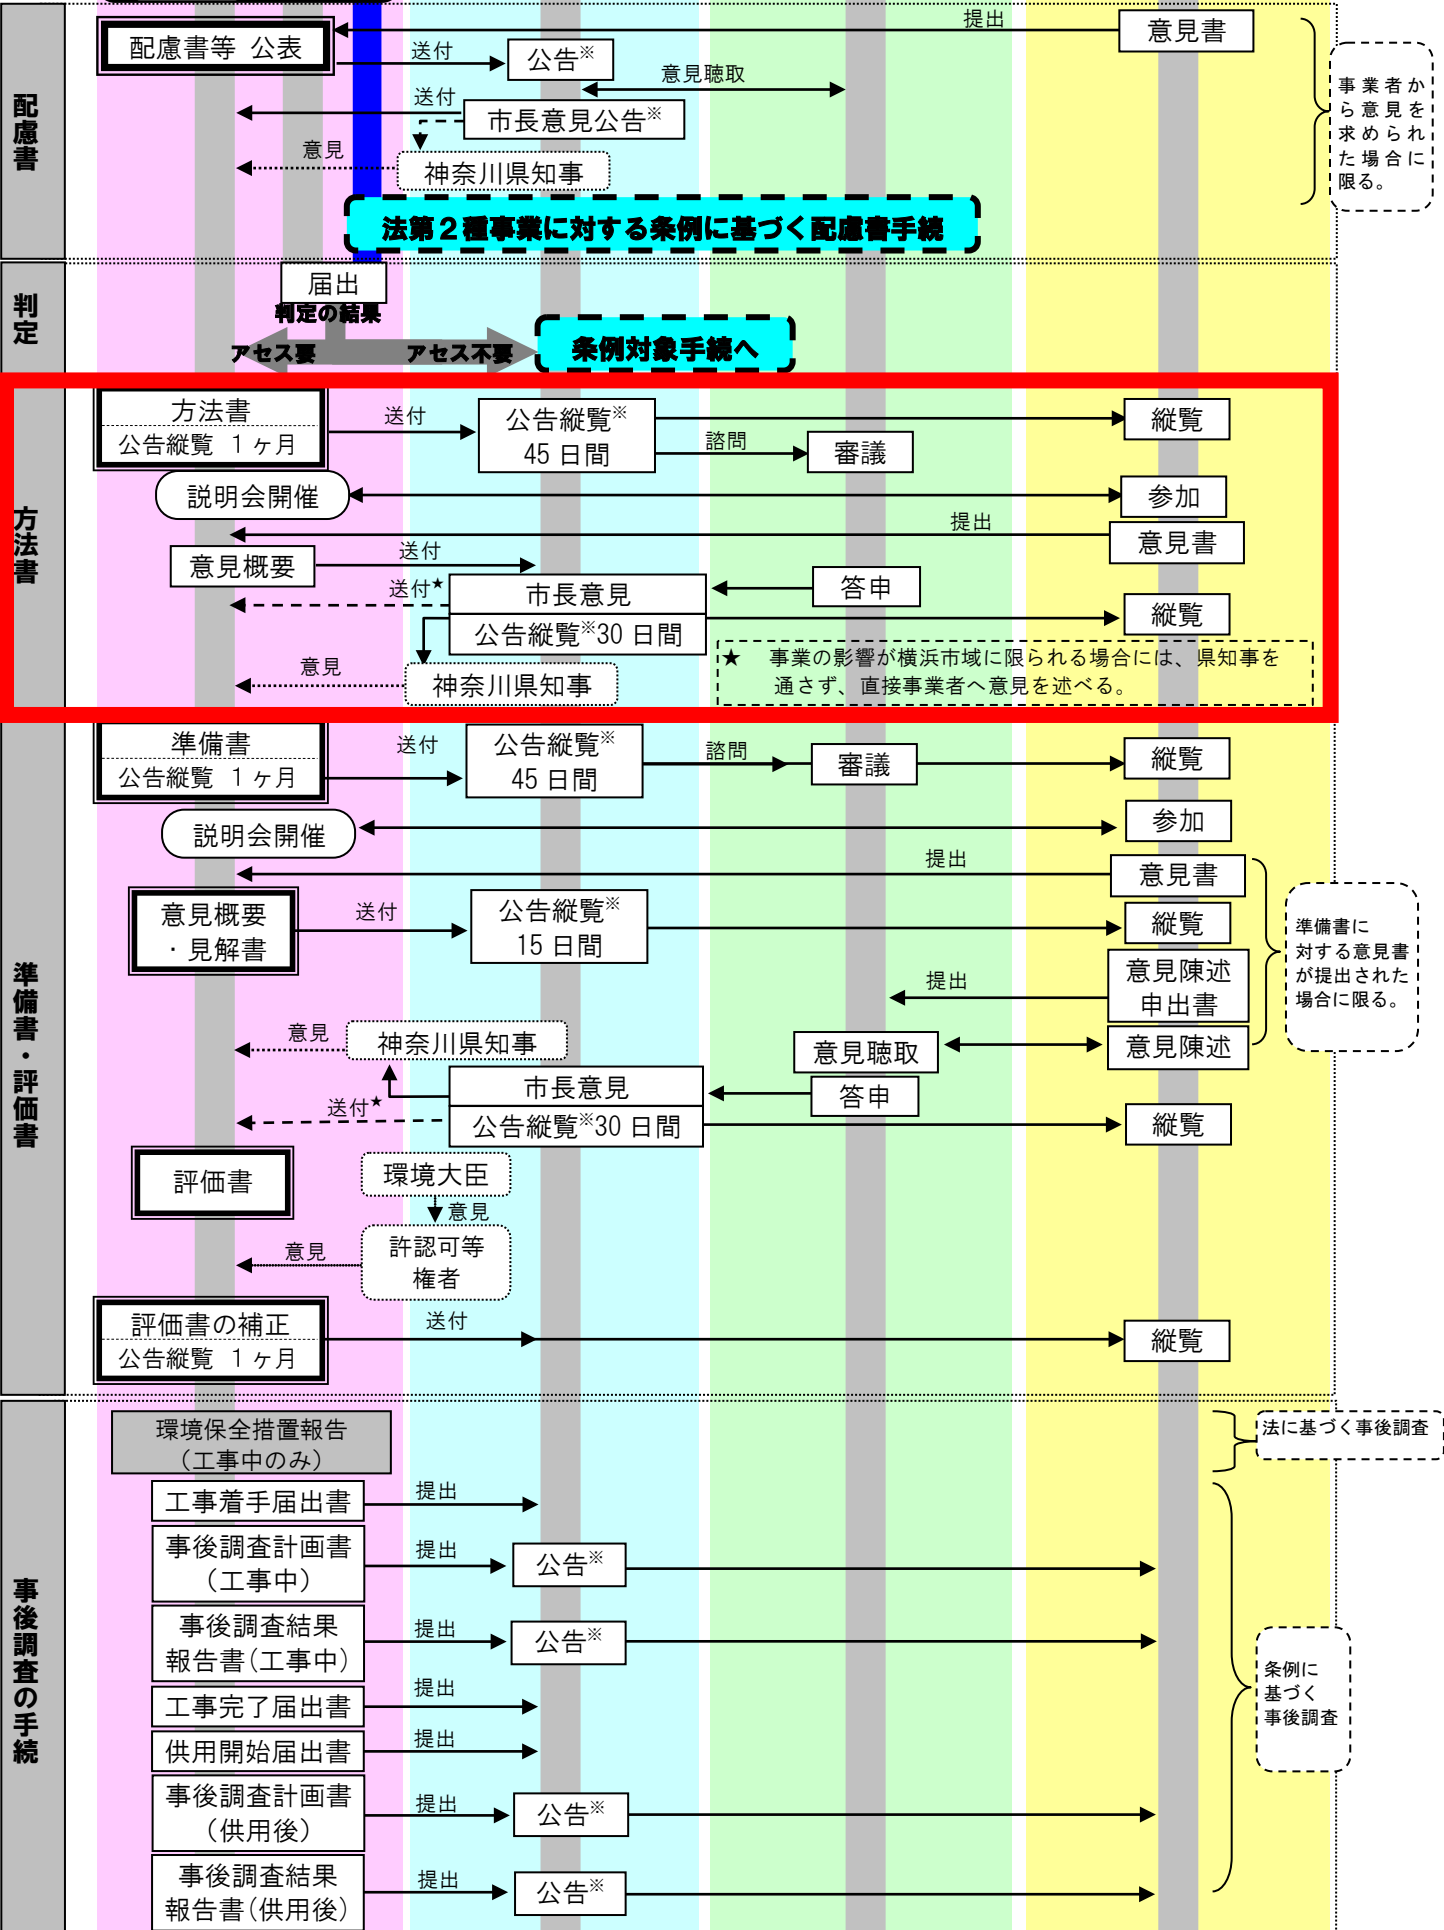 配慮書
提出
意見書
配慮書等 公表
送付
公告※
意見聴取
送付
市長意見公告※
意見
神奈川県知事
事業者か
ら意見を
求められ
た場合に
限る。
法第２種事業に対する条例に基づく配慮書手続
判定
届出
判定の結果
アセス要
アセス不要
条例対象手続へ
方法書
方法書
公告縦覧 1ヶ月
送付
公告縦覧※
45日間
縦覧
諮問
審議
説明会開催
参加
提出
意見書
意見概要
送付
送付★
市長意見
公告縦覧※30日間
答申
縦覧
意見
神奈川県知事
★ 事業の影響が横浜市域に限られる場合には、県知事を
通さず、直接事業者へ意見を述べる。
準備書・評価書
準備書
公告縦覧 1ヶ月
送付
公告縦覧※
45日間
諮問
審議
縦覧
説明会開催
参加
提出
意見書
意見概要
・見解書
送付
公告縦覧※
15日間
縦覧
準備書に
対する意見書
が提出された
場合に限る。
提出
意見陳述
申出書
意見
神奈川県知事
意見聴取
意見陳述
市長意見
公告縦覧※30日間
答申
送付★
縦覧
評価書
環境大臣
意見
許認可等
権者
意見
評価書の補正
公告縦覧 1ヶ月
送付
縦覧
事後調査の手続
環境保全措置報告
（工事中のみ）
法に基づく事後調査
工事着手届出書
提出
事後調査計画書
（工事中）
提出
公告※
事後調査結果
報告書（工事中）
提出
公告※
条例に
基づく
事後調査
工事完了届出書
提出
供用開始届出書
提出
事後調査計画書
（供用後）
提出
公告※
事後調査結果
報告書（供用後）
提出
公告※